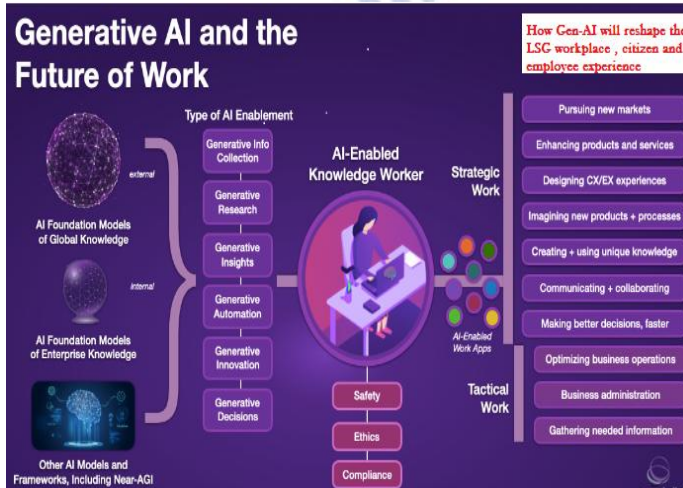 Generative AI and the
Future of Work
How Gen-AI will reshape the
LSG workplace , citizen and
employee experience
Type of AI Enablement
external
AI Foundation Models
of Global Knowledge
internal
AI Foundation Models
of Enterprise Knowledge
Other AI Models and
Frameworks, Including Near-AGI
Generative Info
Collection
Generative
Research
Generative
Insights
Generative
Automation
Generative
Innovation
Generative
Decisions
AI-Enabled
Knowledge Worker
Safety
Ethics
Compliance
AI-Enabled
Work Apps
Strategic
Work
Pursuing new markets
Enhancing products and services
Designing CX/EX experiences
Imagining new products + processes
Creating + using unique knowledge
Communicating + collaborating
Making better decisions, faster
Tactical
Work
Optimizing business operations
Business administration
Gathering needed information